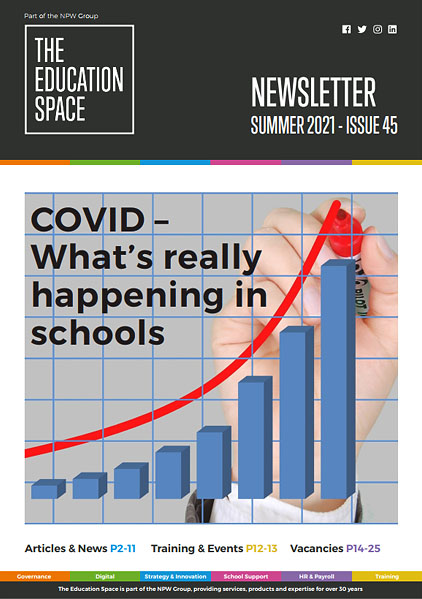 Part of the NPW Group
THE
EDUCATION
SPACE
NEWSLETTER
SUMMER 2021 - ISSUE 45
COVID –
What's really
happening in
schools
Articles & News P2-11 Training & Events P12-13 Vacancies P14-25
Governance Digital Strategy & Innovation School Support HR & Payroll Training
The Education Space is part of the NPW Group, providing services, products and expertise for over 30 years